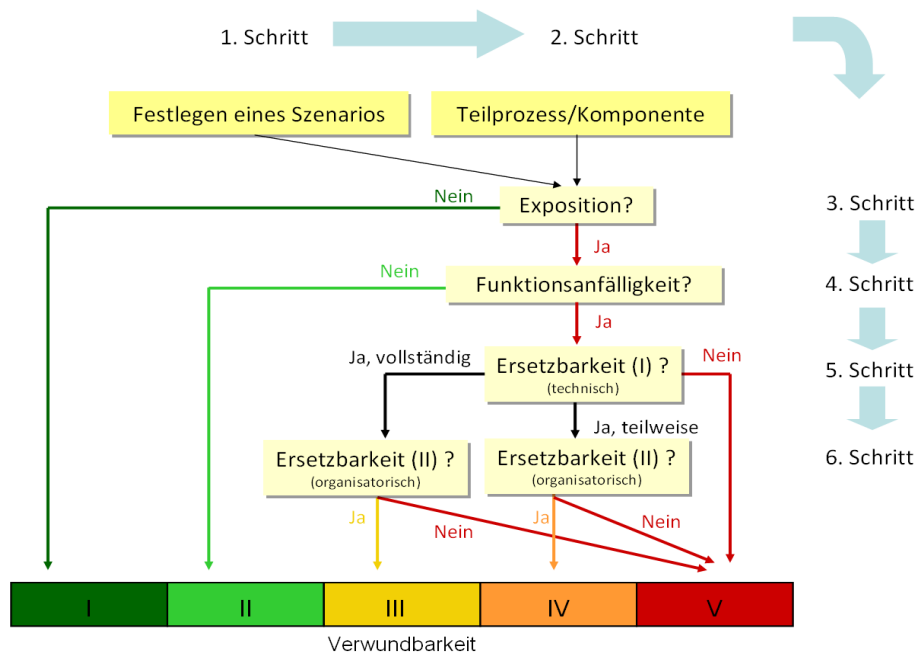 1. Schritt
2. Schritt
Festlegen eines Szenarios
Teilprozess/Komponente
Nein
Exposition?
3. Schritt
Ja
Nein
Funktionsanfälligkeit?
4. Schritt
Ja
Ja, vollständig
Ersetzbarkeit (I) ?
(technisch)
Nein
5. Schritt
Ja, teilweise
Ersetzbarkeit (II) ?
(organisatorisch)
Ersetzbarkeit (II) ?
(organisatorisch)
6. Schritt
Ja
Nein
Ja
Nein
I
II
III
IV
V
Verwundbarkeit